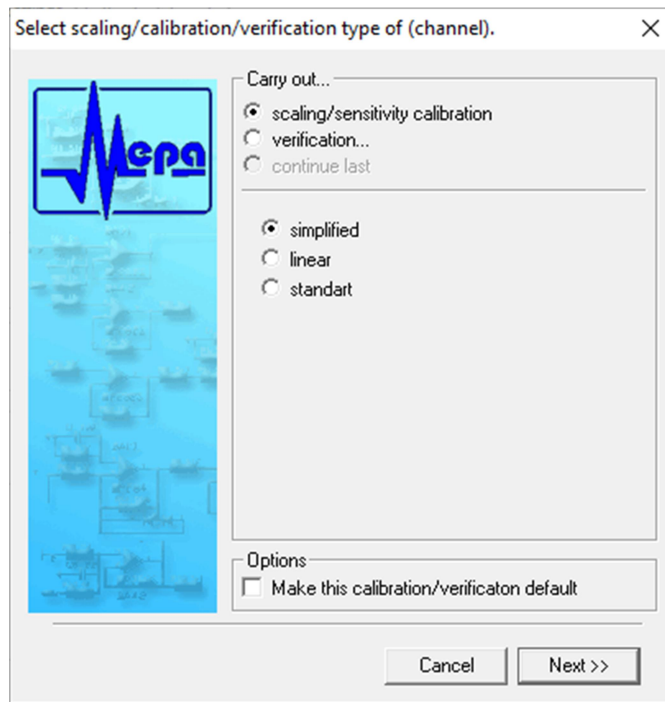 Select scaling/calibration/verification type of (channel).
Мера
Carry out...
scaling/sensitivity calibration
verification...
continue last
simplified
linear
standart
Options
Make this calibration/verificaton default
Cancel
Next >>